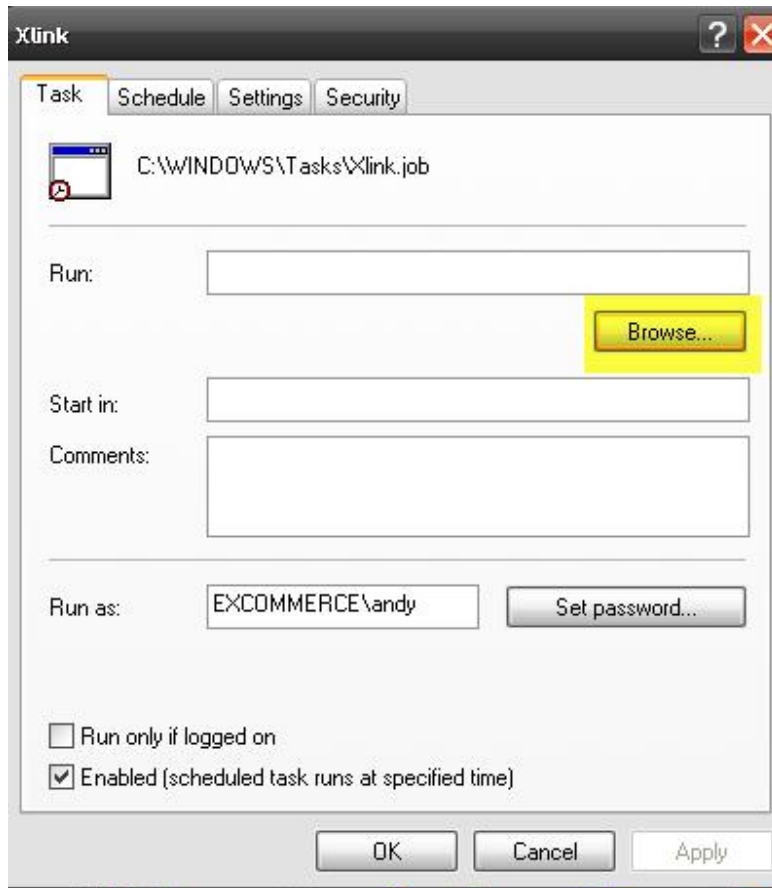 Xlink ?
Task Schedule Settings Security
C:\WINDOWS\Tasks\Xlink.job
Run:
Browse...
Start in:
Comments:
Run as: EXCOMMERCE\andy Set password...
Run only if logged on
Enabled (scheduled task runs at specified time)
OK Cancel Apply